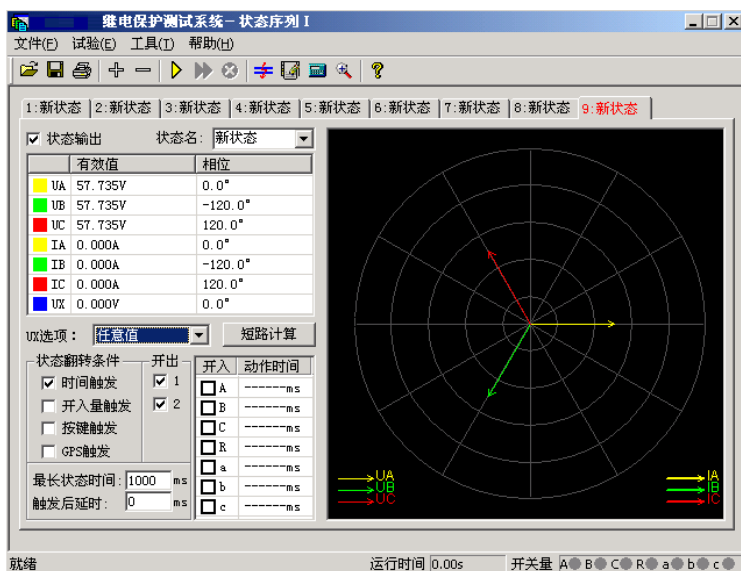 继电保护测试系统-状态序列 I
文件(F) 试验(E) 工具(T) 帮助(H)
1:新状态 2:新状态 3:新状态 4:新状态 5:新状态 6:新状态 7:新状态 8:新状态 9:新状态
状态输出 状态名: 新状态
有效值 相位
UA 57.735V 0.0°
UB 57.735V -120.0°
UC 57.735V 120.0°
IA 0.000A 0.0°
IB 0.000A -120.0°
IC 0.000A 120.0°
UX 0.000V 0.0°
UX选项: 任意值 短路计算
状态翻转条件 开出 开入 动作时间
时间触发 1 A ------ms
开入量触发 2 B ------ms
按键触发 C ------ms
GPS触发 R ------ms
最长状态时间: 1000 ms a ------ms
触发后延时: 0 ms b ------ms
c ------ms
UA IA
UB IB
UC IC
就绪 运行时间 0.00s 开关量 A B C R a b c